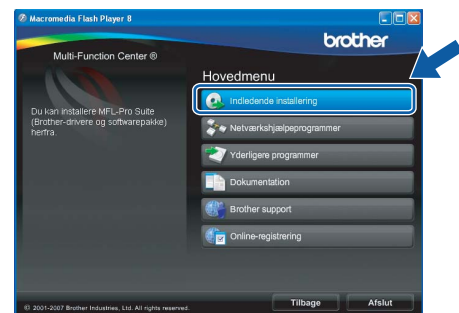 Macromedia Flash Player 8
brother
Multi-Function Center ®
Hovedmenu
Du kan installere MFL-Pro Suite
(Brother-drivere og softwarepakke)
herfra.
Indledende installering
Netværkshjælpeprogrammer
Yderligere programmer
Dokumentation
Brother support
Online-registrering
© 2001-2007 Brother Industries, Ltd. All rights reserved.
Tilbage
Afslut